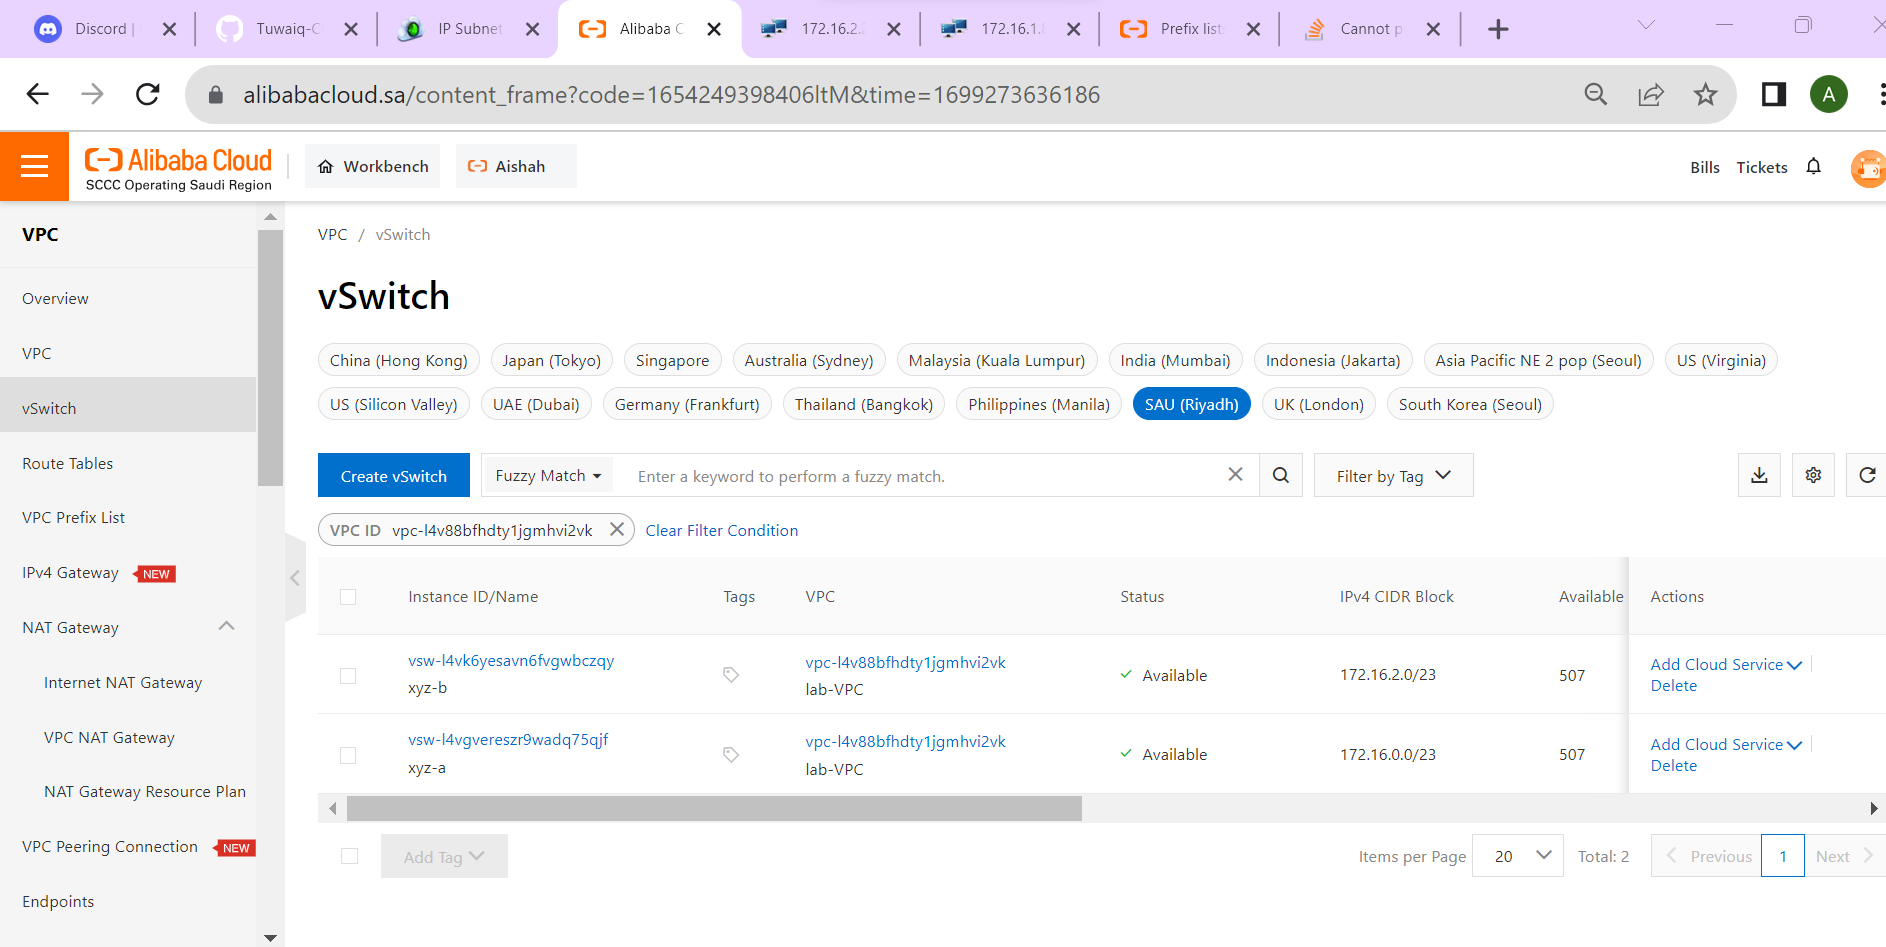 Discord |
Tuwaiq-C
IP Subnet
Alibaba C
172.16.2.
172.16.1.
Prefix list
Cannot p
alibabacloud.sa/content_frame?code=1654249398406ltM&time=1699273636186
A
Alibaba Cloud
SCCC Operating Saudi Region
Workbench
Aishah
Bills
Tickets
VPC
Overview
VPC
vSwitch
Route Tables
VPC Prefix List
IPv4 Gateway NEW
NAT Gateway
Internet NAT Gateway
VPC NAT Gateway
NAT Gateway Resource Plan
VPC Peering Connection NEW
Endpoints
VPC / vSwitch
vSwitch
China (Hong Kong) Japan (Tokyo) Singapore Australia (Sydney) Malaysia (Kuala Lumpur) India (Mumbai) Indonesia (Jakarta) Asia Pacific NE 2 pop (Seoul) US (Virginia)
US (Silicon Valley) UAE (Dubai) Germany (Frankfurt) Thailand (Bangkok) Philippines (Manila) SAU (Riyadh) UK (London) South Korea (Seoul)
Create vSwitch Fuzzy Match Enter a keyword to perform a fuzzy match. Filter by Tag
VPC ID vpc-l4v88bfhdty1jgmhvi2vk Clear Filter Condition
Instance ID/Name Tags VPC Status IPv4 CIDR Block Available Actions
vsw-l4vk6yesavn6fvgwbczqy vpc-l4v88bfhdty1jgmhvi2vk Available 172.16.2.0/23 507 Add Cloud Service
xyz-b lab-VPC Delete
vsw-l4vgvereszr9wadq75qjf vpc-l4v88bfhdty1jgmhvi2vk Available 172.16.0.0/23 507 Add Cloud Service
xyz-a lab-VPC Delete
Add Tag Items per Page 20 Total: 2 Previous 1 Next